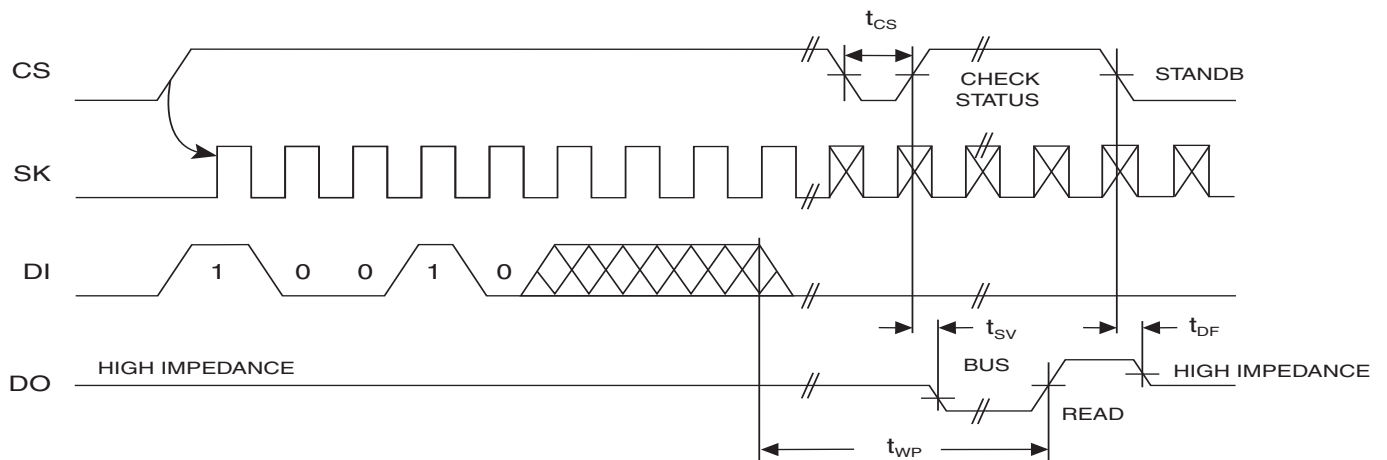 tCS
CS
CHECK
STATUS
STANDB
SK
DI
1 0 0 1 0
tSV
tDF
HIGH IMPEDANCE
BUS
HIGH IMPEDANCE
DO
READ
tWP